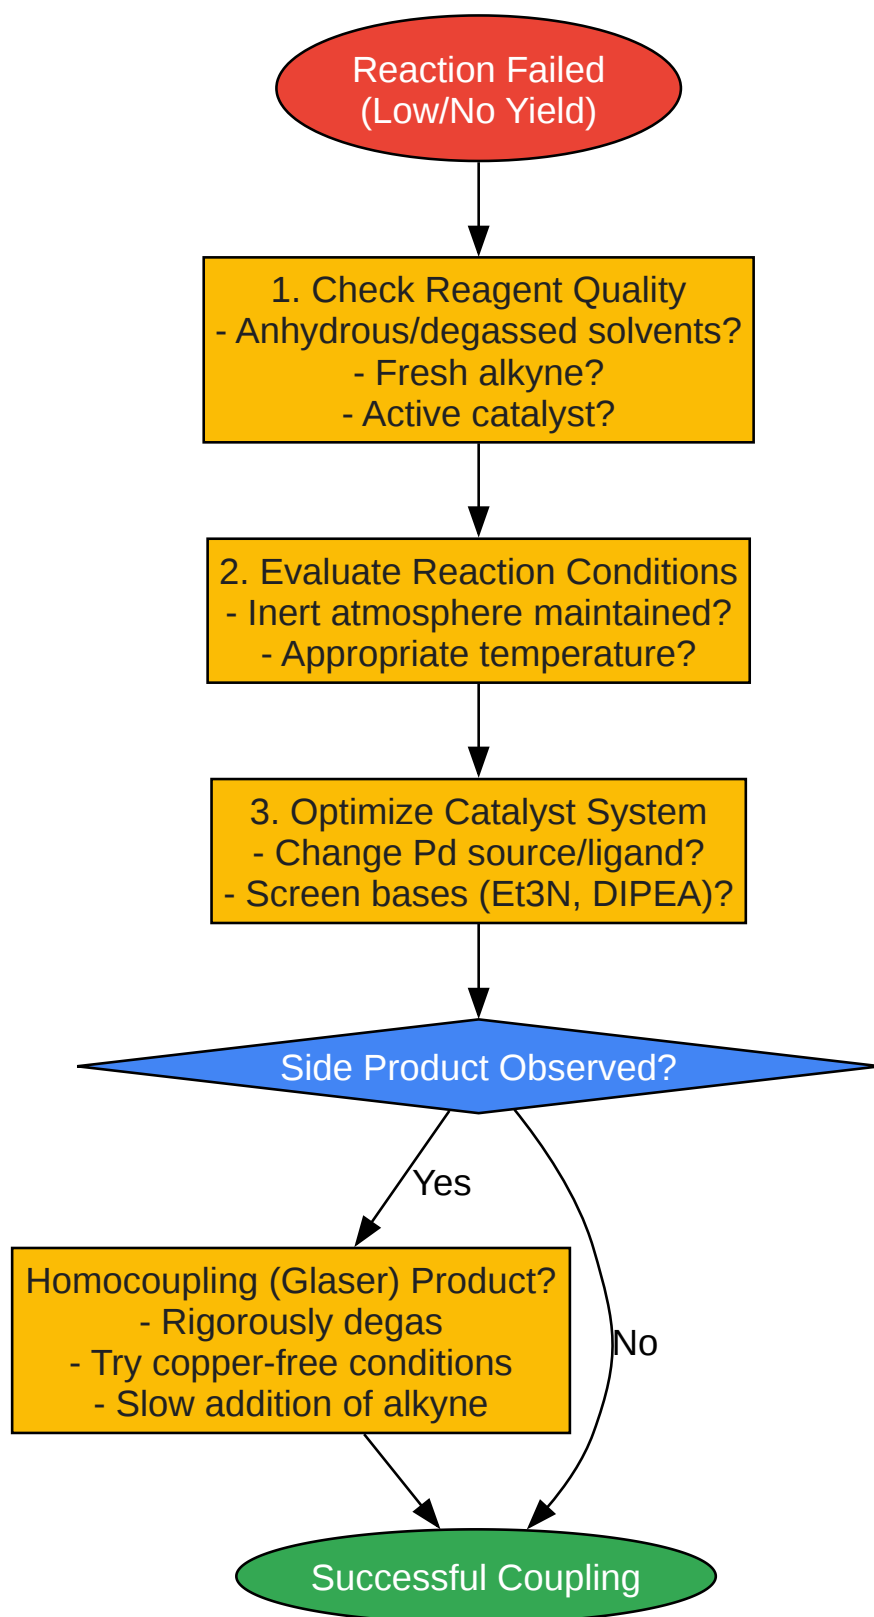 Reaction Failed
(Low/No Yield)
1. Check Reagent Quality
- Anhydrous/degassed solvents?
- Fresh alkyne?
- Active catalyst?
2. Evaluate Reaction Conditions
- Inert atmosphere maintained?
- Appropriate temperature?
3. Optimize Catalyst System
- Change Pd source/ligand?
- Screen bases (Et3N, DIPEA)?
Side Product Observed?
Yes
Homocoupling (Glaser) Product?
- Rigorously degas
- Try copper-free conditions
- Slow addition of alkyne
No
Successful Coupling